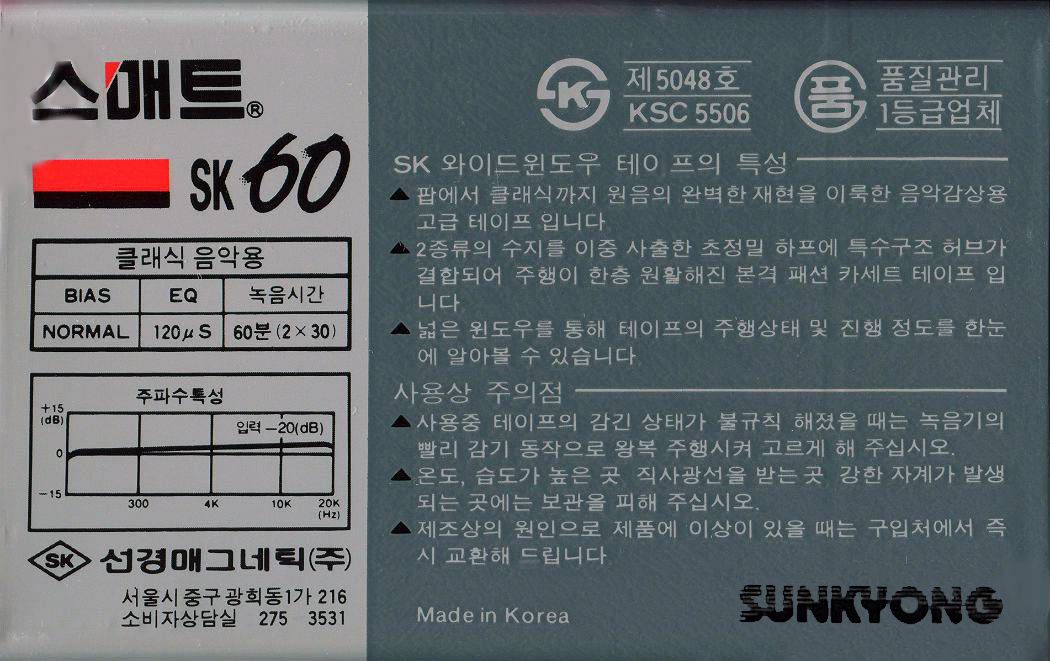 스매트®
SK 60
클래식 음악용
BIAS EQ 녹음시간
NORMAL 120μS 60분(2×30)
주파수특성
+15
(dB)
입력 -20(dB)
0
-15
300 4K 10K 20K
(Hz)
SK 선경매그네틱(주)
서울시중구광희동1가 216
소비자상담실 275 3531
K 제5048호
KSC 5506
품 품질관리
1등급업체
SK 와이드윈도우 테이프의 특성
▲팝에서 클래식까지 원음의 완벽한재현을 이룩한 음악감상용
고급 테이프 입니다
▲2종류의 수지를 이중 사출한 초정밀 하프에 특수구조 허브가
결합되어 주행이 한층 원활해진 본격 패션 카세트 테이프 입
니다
▲넓은 윈도우를 통해 테이프의 주행상태 및 진행 정도를 한눈
에 알아볼 수 있습니다
사용상 주의점
▲사용중 테이프의 감긴 상태가 불규칙 해졌을 때는 녹음기의
빨리 감기 동작으로 왕복 주행시켜 고르게 해 주십시오.
▲온도, 습도가 높은 곳 직사광선을 받는곳 강한 자계가 발생
되는 곳에는 보관을 피해 주십시오.
▲제조상의 원인으로 제품에 이상이 있을 때는 구입처에서 즉
시 교환해 드립니다
Made in Korea
SUNKYONG